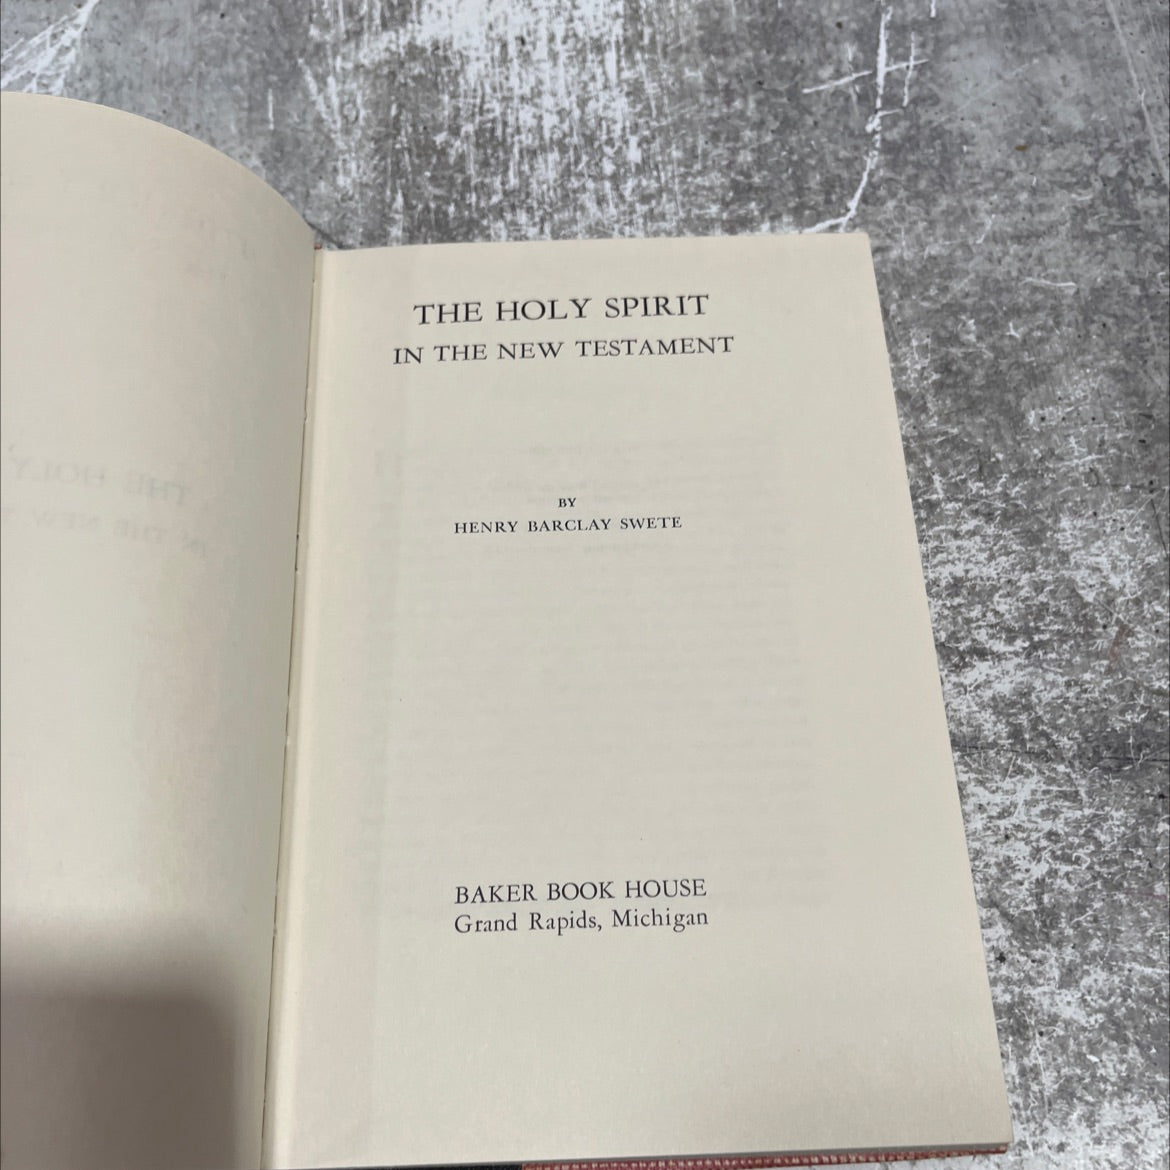 THE HOLY SPIRIT
IN THE NEW TESTAMENT
BY
HENRY BARCLAY SWETE
BAKER BOOK HOUSE
Grand Rapids, Michigan